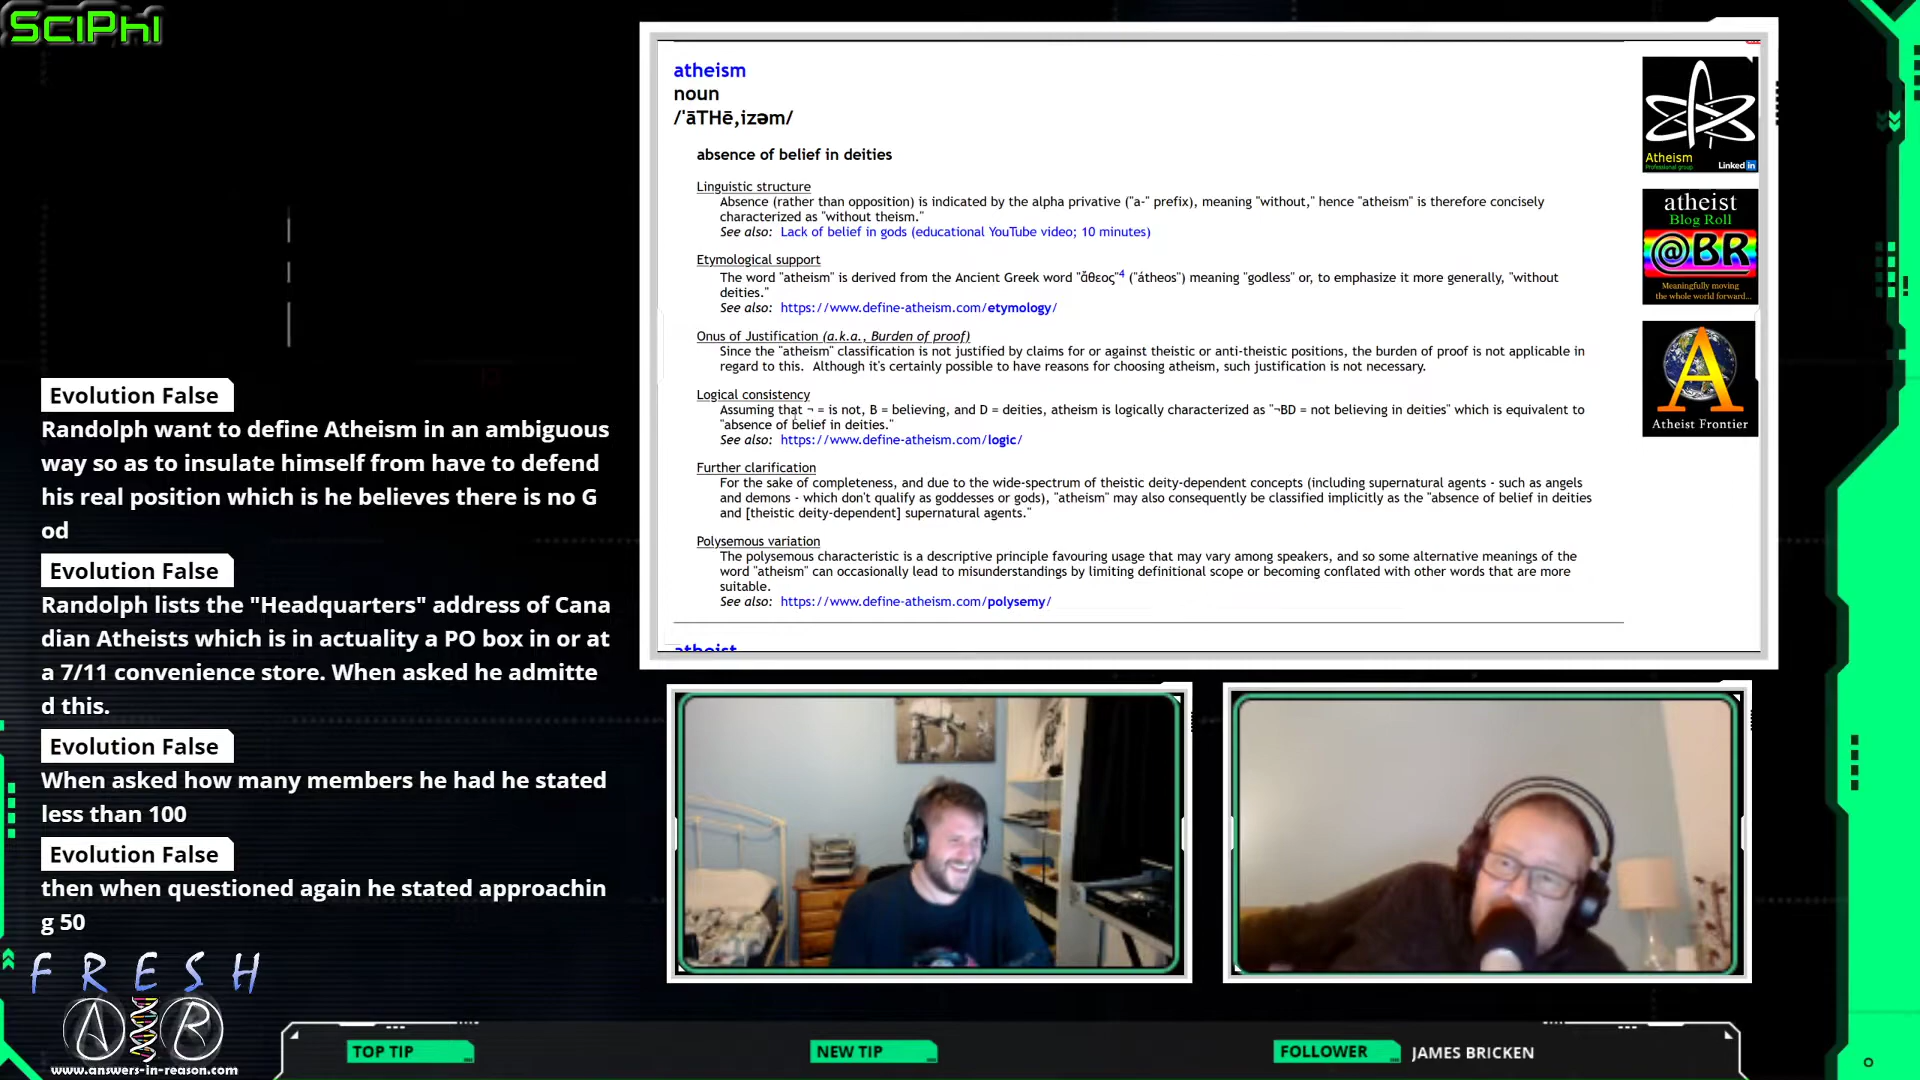 SCIPHI
atheism
noun
/ˈāTHēˌizəm/
absence of belief in deities
Linguistic structure
Absence (rather than opposition) is indicated by the alpha privative ("a-" prefix), meaning "without," hence "atheism" is therefore concisely
characterized as "without theism."
See also: Lack of belief in gods (educational YouTube video; 10 minutes)
Etymological support
The word "atheism" is derived from the Ancient Greek word "ἄθεος"4 ("átheos") meaning "godless" or, to emphasize it more generally, "without
deities."
See also: https://www.define-atheism.com/etymology/
Onus of Justification (a.k.a., Burden of proof)
Since the "atheism" classification is not justified by claims for or against theistic or anti-theistic positions, the burden of proof is not applicable in
regard to this. Although it's certainly possible to have reasons for choosing atheism, such justification is not necessary.
Logical consistency
Assuming that ¬ = is not, B = believing, and D = deities, atheism is logically characterized as "¬BD = not believing in deities" which is equivalent to
"absence of belief in deities."
See also: https://www.define-atheism.com/logic/
Further clarification
For the sake of completeness, and due to the wide-spectrum of theistic deity-dependent concepts (including supernatural agents - such as angels
and demons - which don't qualify as goddesses or gods), "atheism" may also consequently be classified implicitly as the "absence of belief in deities
and [theistic deity-dependent] supernatural agents."
Polysemous variation
The polysemous characteristic is a descriptive principle favouring usage that may vary among speakers, and so some alternative meanings of the
word "atheism" can occasionally lead to misunderstandings by limiting definitional scope or becoming conflated with other words that are more
suitable.
See also: https://www.define-atheism.com/polysemy/
atheist
Atheism
Professional group
Linked in
atheist
Blog Roll
@BR
Meaningfully moving
the whole world forward...
A
Atheist Frontier
Evolution False
Randolph want to define Atheism in an ambiguous
way so as to insulate himself from have to defend
his real position which is he believes there is no G
od
Evolution False
Randolph lists the "Headquarters" address of Cana
dian Atheists which is in actuality a PO box in or at
a 7/11 convenience store. When asked he admitte
d this.
Evolution False
When asked how many members he had he stated
less than 100
Evolution False
then when questioned again he stated approachin
g 50
FRESH
A R
www.answers-in-reason.com
TOP TIP
NEW TIP
FOLLOWER
JAMES BRICKEN